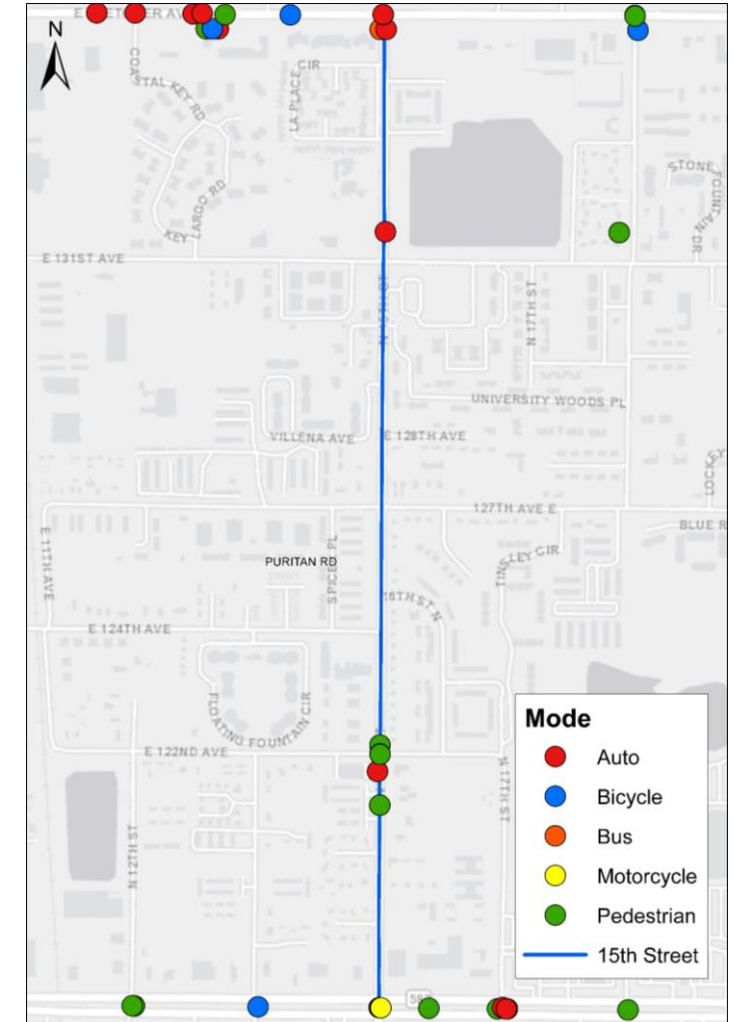 N
CIR
LA PLACE
COASTAL KEY RD
KEY LARGO RD
STONE
FOUNTAIN DR
E 131ST AVE
N 17TH ST
UNIVERSITY WOODS PL
VILLENA AVE
E 128TH AVE
127TH AVE E
BLUE R
E 11TH AVE
PURITAN RD
TINSLEY CIR
16TH ST N
E 124TH AVE
FLOATING FOUNTAIN CIR
E 122ND AVE
N 17TH ST
N 12TH ST
Mode
Auto
Bicycle
Bus
Motorcycle
Pedestrian
15th Street